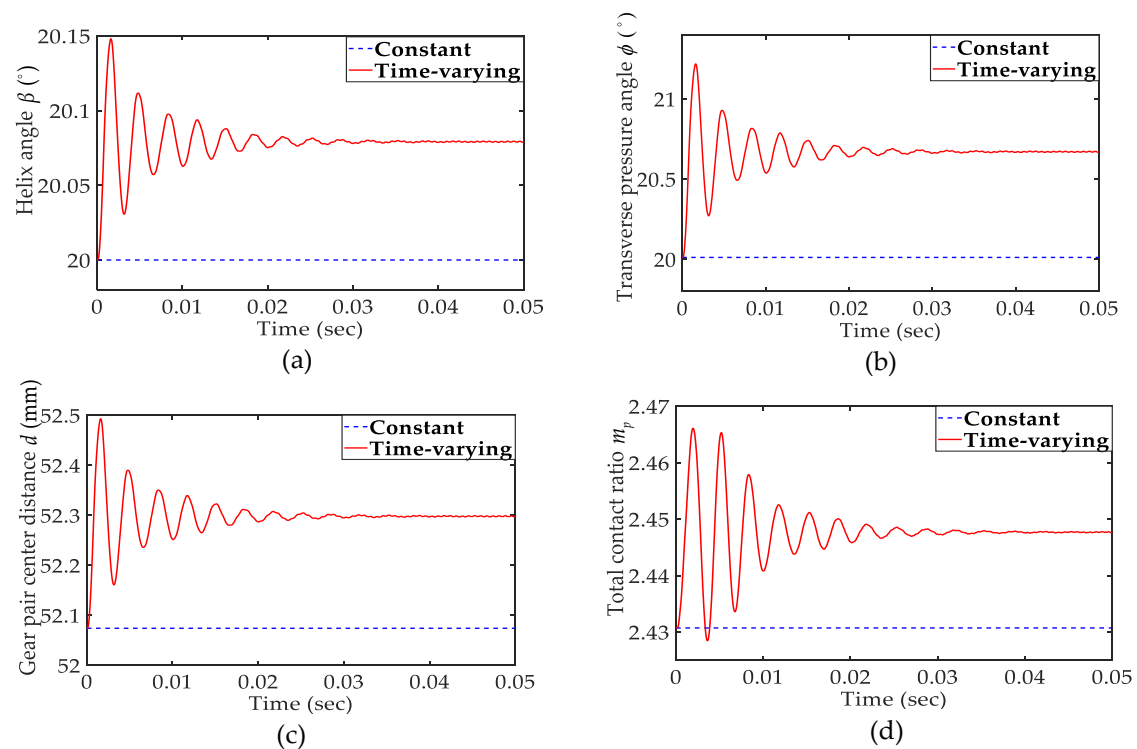 Helix angle β (°)
20.15
20.1
20.05
20
Constant
Time-varying
0
0.01
0.02
0.03
0.04
0.05
Time (sec)
(a)
Transverse pressure angle ϕ (°)
21
20.5
20
Constant
Time-varying
0
0.01
0.02
0.03
0.04
0.05
Time (sec)
(b)
Gear pair center distance d (mm)
52.5
52.4
52.3
52.2
52.1
52
Constant
Time-varying
0
0.01
0.02
0.03
0.04
0.05
Time (sec)
(c)
Total contact ratio mₚ
2.47
2.46
2.45
2.44
2.43
Constant
Time-varying
0
0.01
0.02
0.03
0.04
0.05
Time (sec)
(d)